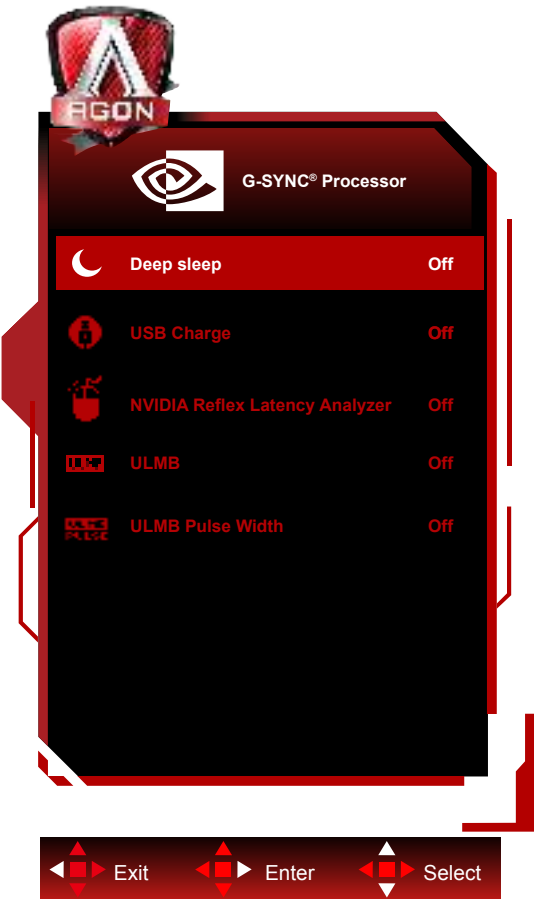 AGON
G-SYNC® Processor
Deep sleep Off
USB Charge Off
NVIDIA Reflex Latency Analyzer Off
ULMB Off
ULMB Pulse Width Off
Exit Enter Select